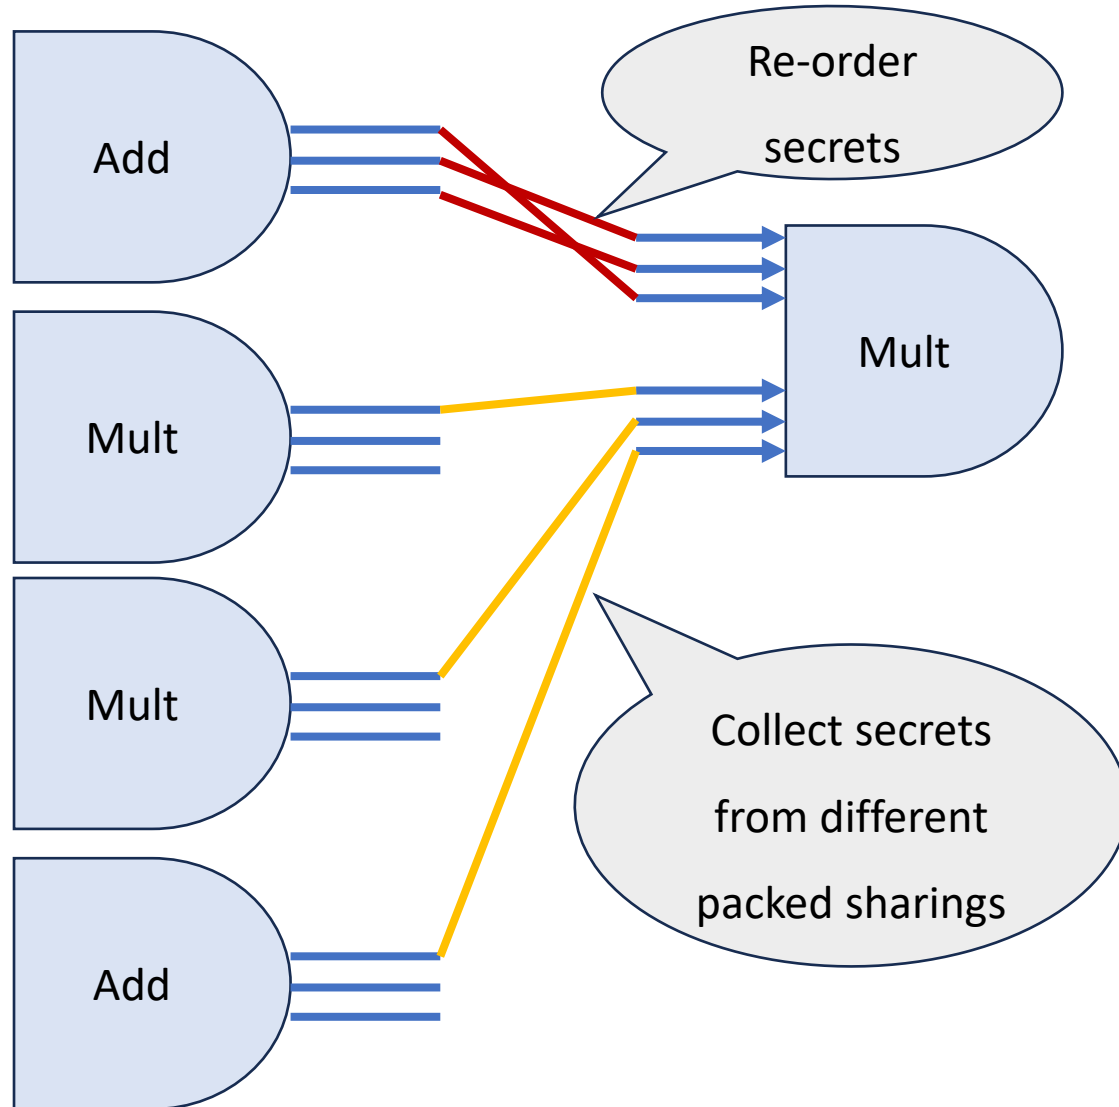 Re-order
secrets
Add
Mult
Mult
Mult
Collect secrets
from different
packed sharings
Add